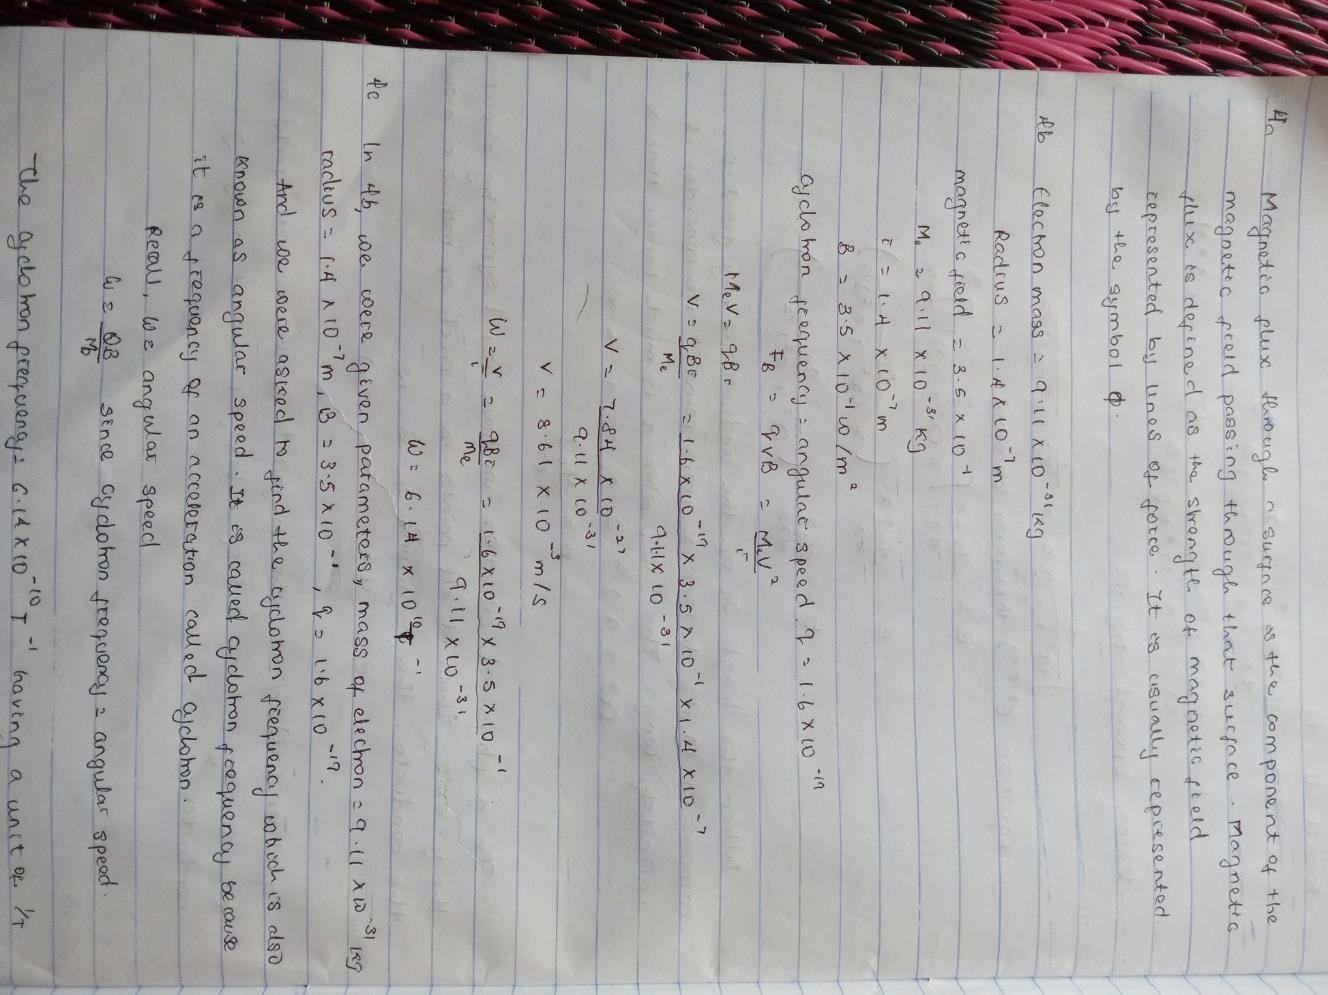 4a Magnetic flux through a surface is the component of the
magnetic field passing through that surface. Magnetic
flux is defined as the strength of magnetic field
represented by lines of force. It is usually represented
by the symbol Φ.
4b Electron mass = 9.11 × 10⁻³¹ kg
Radius = 1.4 × 10⁻⁷ m
magnetic field = 3.5 × 10⁻¹
Mₑ = 9.11 × 10⁻³¹ kg
r = 1.4 × 10⁻⁷ m
B = 3.5 × 10⁻¹ w/m²
cyclotron frequency = angular speed, q = 1.6 × 10⁻¹⁹
F_B = qvB = MeV²/r
MeV = qBr
V = qBr/Me = 1.6 × 10⁻¹⁹ × 3.5 × 10⁻¹ × 1.4 × 10⁻⁷ / 9.11 × 10⁻³¹
V = 7.84 × 10⁻²⁷ / 9.11 × 10⁻³¹
V = 8.61 × 10⁻³ m/s
W = v/r = qBr/Me = 1.6 × 10⁻¹⁹ × 3.5 × 10⁻¹ / 9.11 × 10⁻³¹
W = 6.14 × 10¹⁰ T⁻¹
4c In 4b, we were given parameters, mass of electron = 9.11 × 10⁻³¹ kg
radius = 1.4 × 10⁻⁷ m, B = 3.5 × 10⁻¹, q = 1.6 × 10⁻¹⁹.
And we were asked to find the cyclotron frequency which is also
known as angular speed. It is called cyclotron frequency because
it is a frequency of an acceleration called cyclotron.
Recall, W = angular speed
W = QB/Mb since cyclotron frequency = angular speed.
The cyclotron frequency = 6.14 × 10⁻¹⁰ T⁻¹ having a unit of 1/T